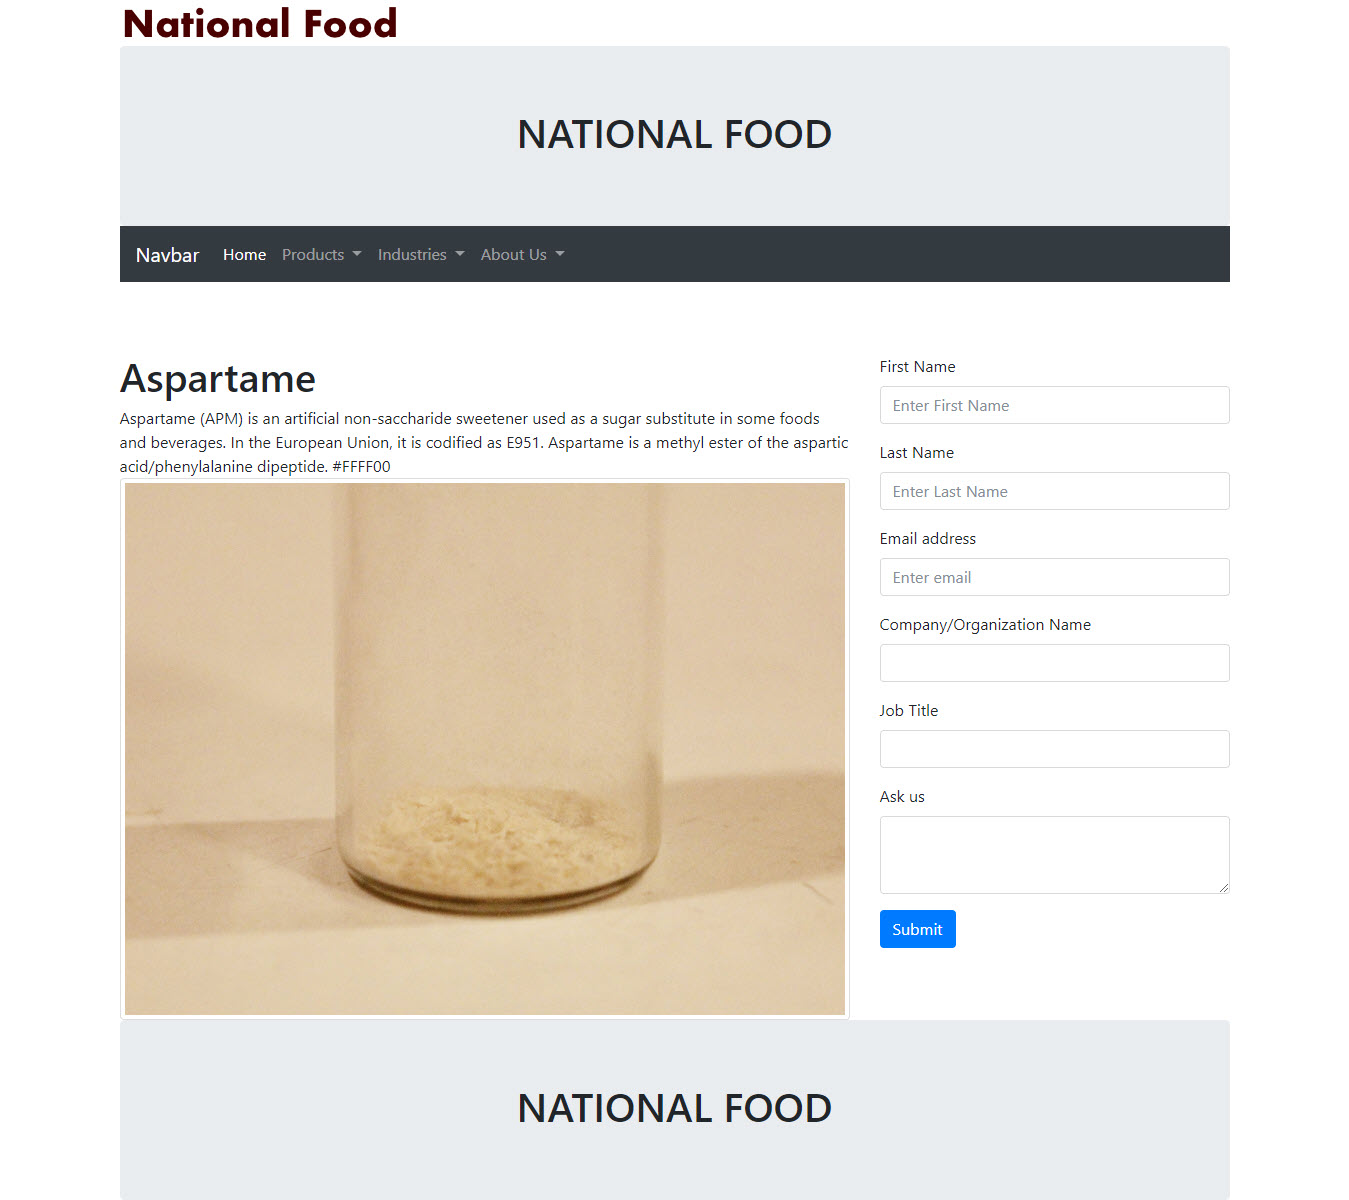 National Food
NATIONAL FOOD
Navbar Home Products Industries About Us
Aspartame
Aspartame (APM) is an artificial non-saccharide sweetener used as a sugar substitute in some foods
and beverages. In the European Union, it is codified as E951. Aspartame is a methyl ester of the aspartic
acid/phenylalanine dipeptide. #FFFF00
First Name
Enter First Name
Last Name
Enter Last Name
Email address
Enter email
Company/Organization Name
Job Title
Ask us
Submit
NATIONAL FOOD